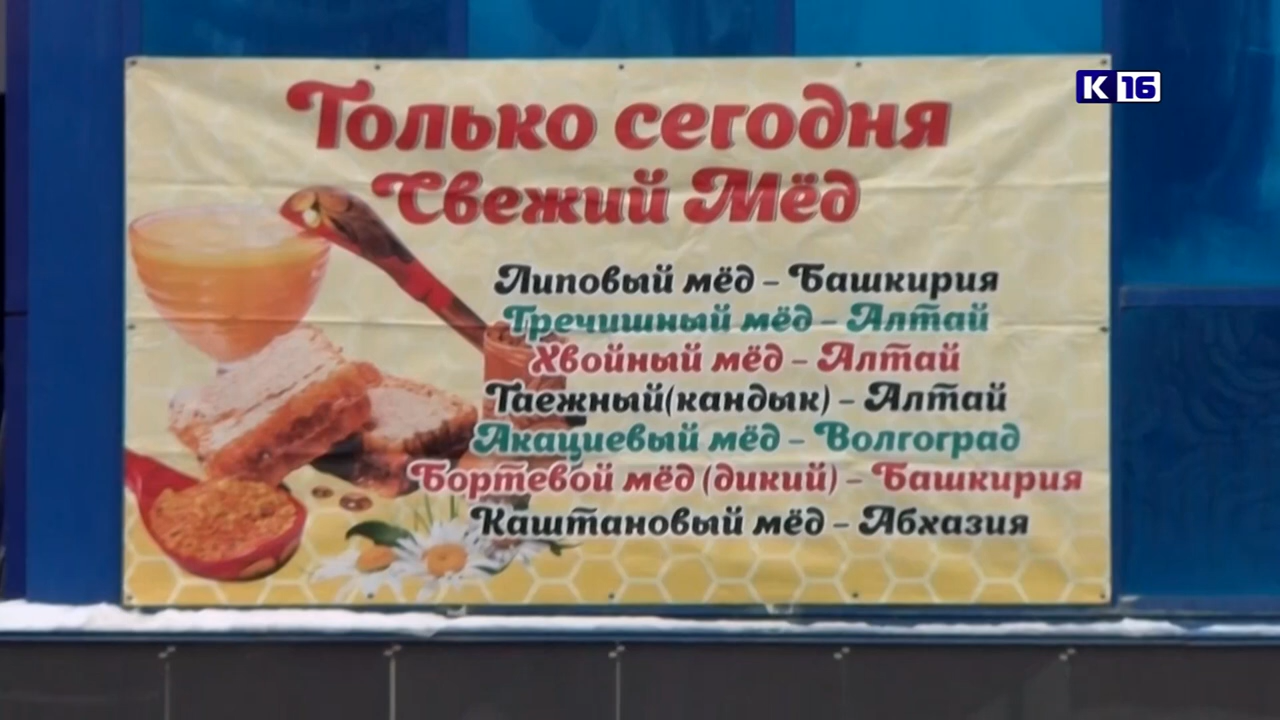 К 16
Только сегодня
Свежий Мёд
Липовый мёд – Башкирия
Гречишный мёд – Алтай
Хвойный мёд – Алтай
Таежный(кандык) – Алтай
Акациевый мёд – Волгоград
Бортевой мёд (дикий) – Башкирия
Каштановый мёд – Абхазия